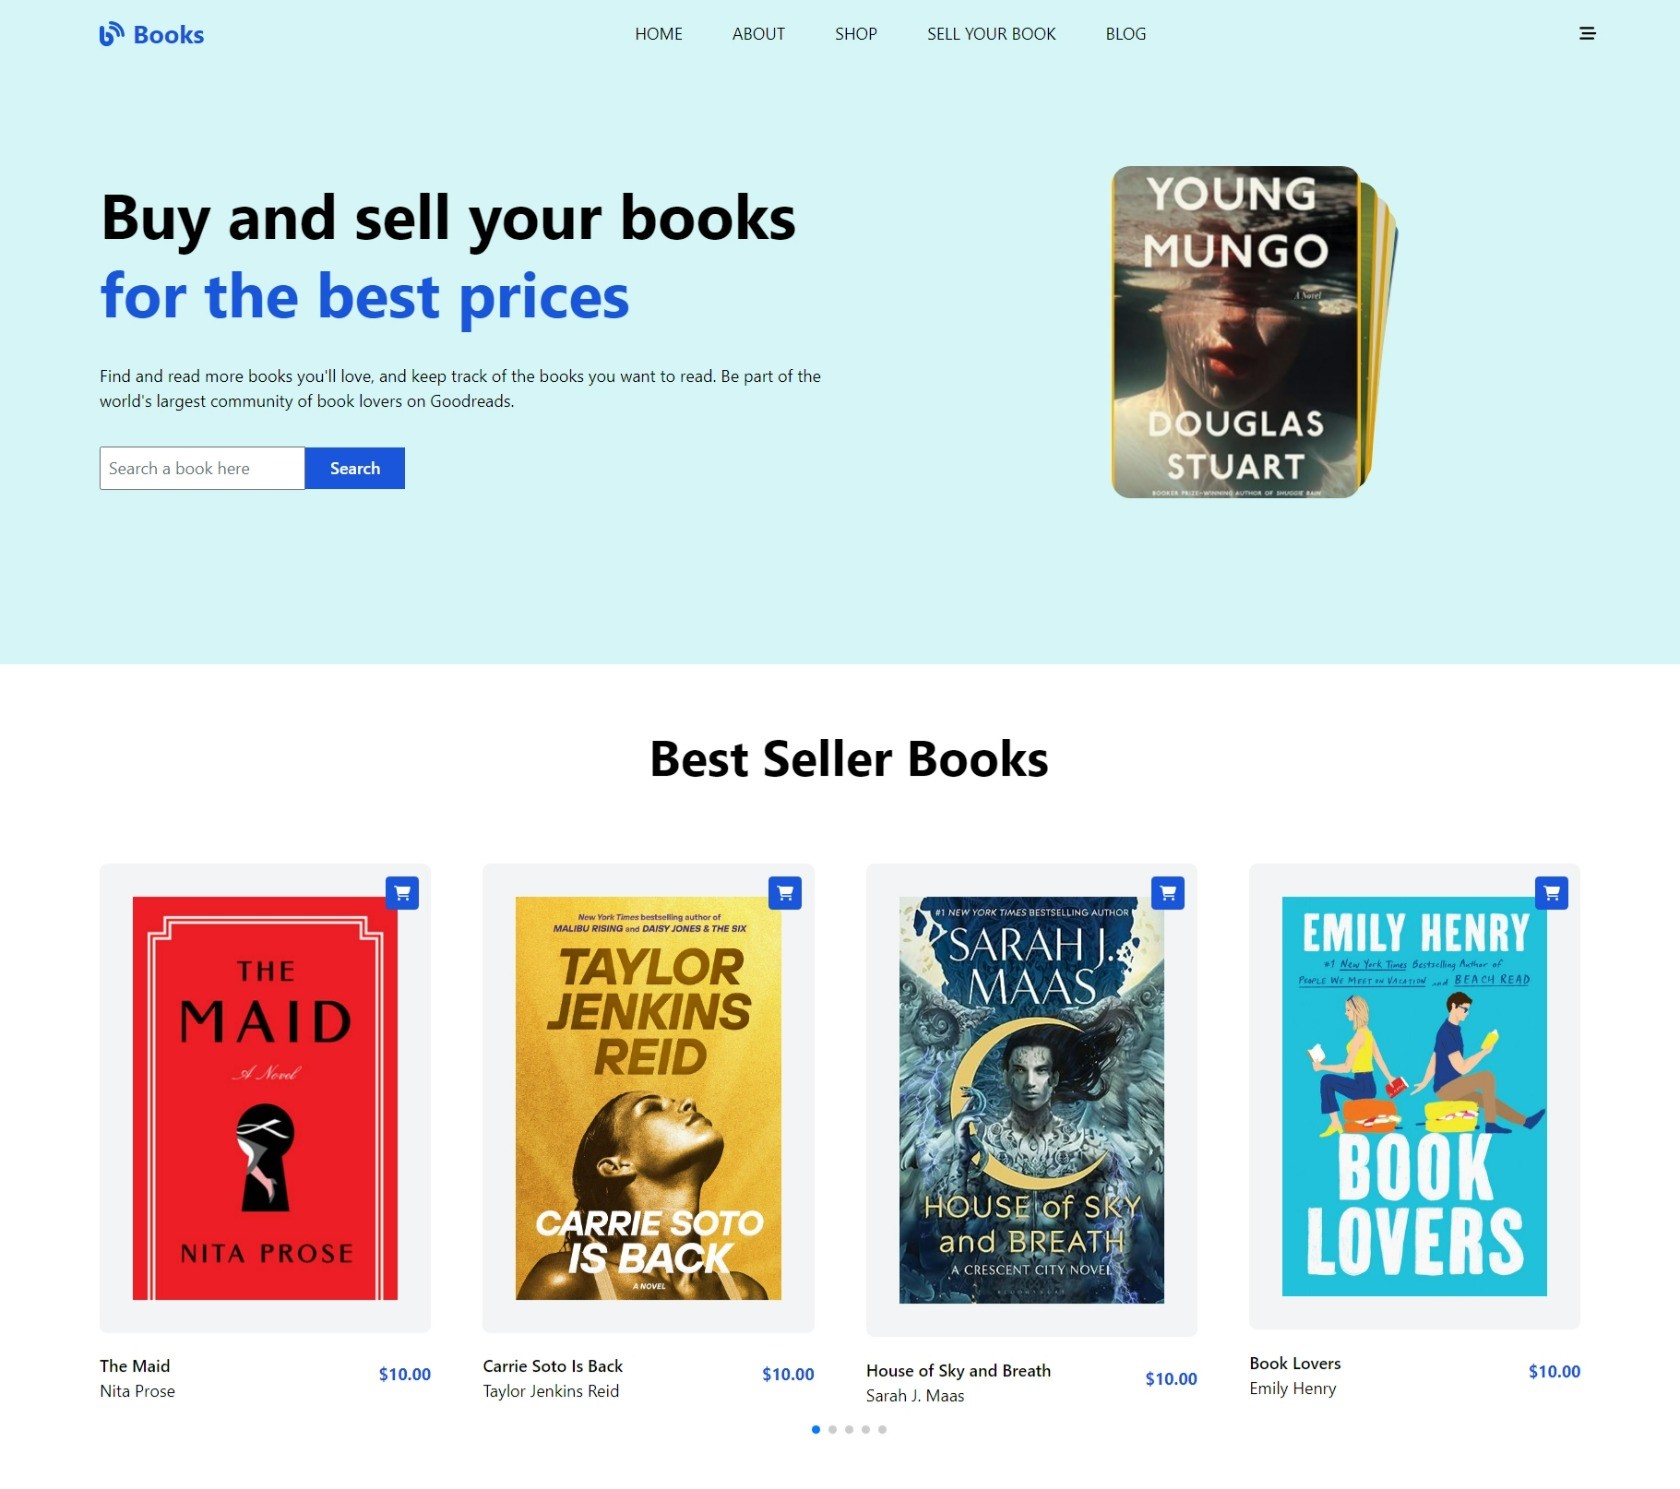 Books
HOME ABOUT SHOP SELL YOUR BOOK BLOG
Buy and sell your books
for the best prices
Find and read more books you'll love, and keep track of the books you want to read. Be part of the
world's largest community of book lovers on Goodreads.
Search a book here Search
YOUNG
MUNGO
A Novel
DOUGLAS
STUART
BOOKER PRIZE-WINNING AUTHOR OF SHUGGIE BAIN
Best Seller Books
THE
MAID
A Novel
NITA PROSE
New York Times bestselling author of
MALIBU RISING and DAISY JONES & THE SIX
TAYLOR
JENKINS
REID
CARRIE SOTO
IS BACK
A NOVEL
#1 NEW YORK TIMES BESTSELLING AUTHOR
SARAH J.
MAAS
HOUSE of SKY
and BREATH
A CRESCENT CITY NOVEL
BLOOMSBURY
EMILY HENRY
#1 New York Times Bestselling Author of
PEOPLE WE MEET ON VACATION and BEACH READ
BOOK
LOVERS
The Maid
Nita Prose
$10.00
Carrie Soto Is Back
Taylor Jenkins Reid
$10.00
House of Sky and Breath
Sarah J. Maas
$10.00
Book Lovers
Emily Henry
$10.00